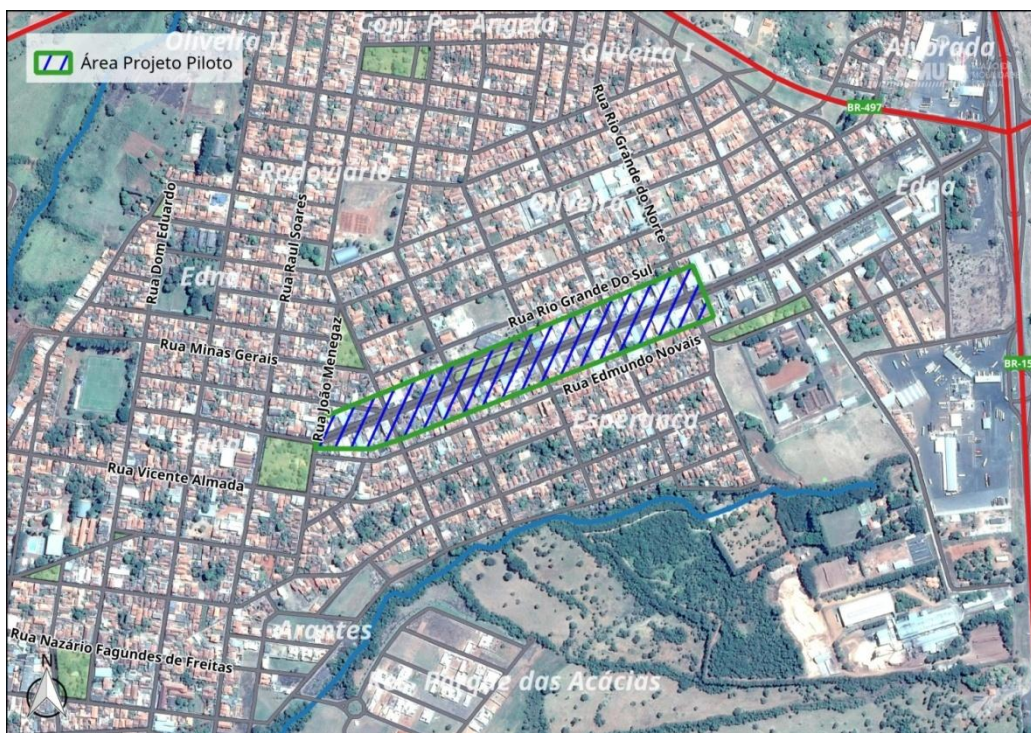 Oliveira II
Conj. Pe. Angelo
Oliveira I
Alvorada
Área Projeto Piloto
BR-497
Rua Rio Grande do Norte
Rodoviário
Rua Dom Eduardo
Rua Raul Soares
Oliveira
Edna
Edna
Rua Rio Grande Do Sul
Rua João Menegaz
Rua Minas Gerais
Rua Edmundo Novais
BR-15
Esperança
Edna
Rua Vicente Almada
Arantes
Rua Nazário Fagundes de Freitas
Parque das Acácias
N